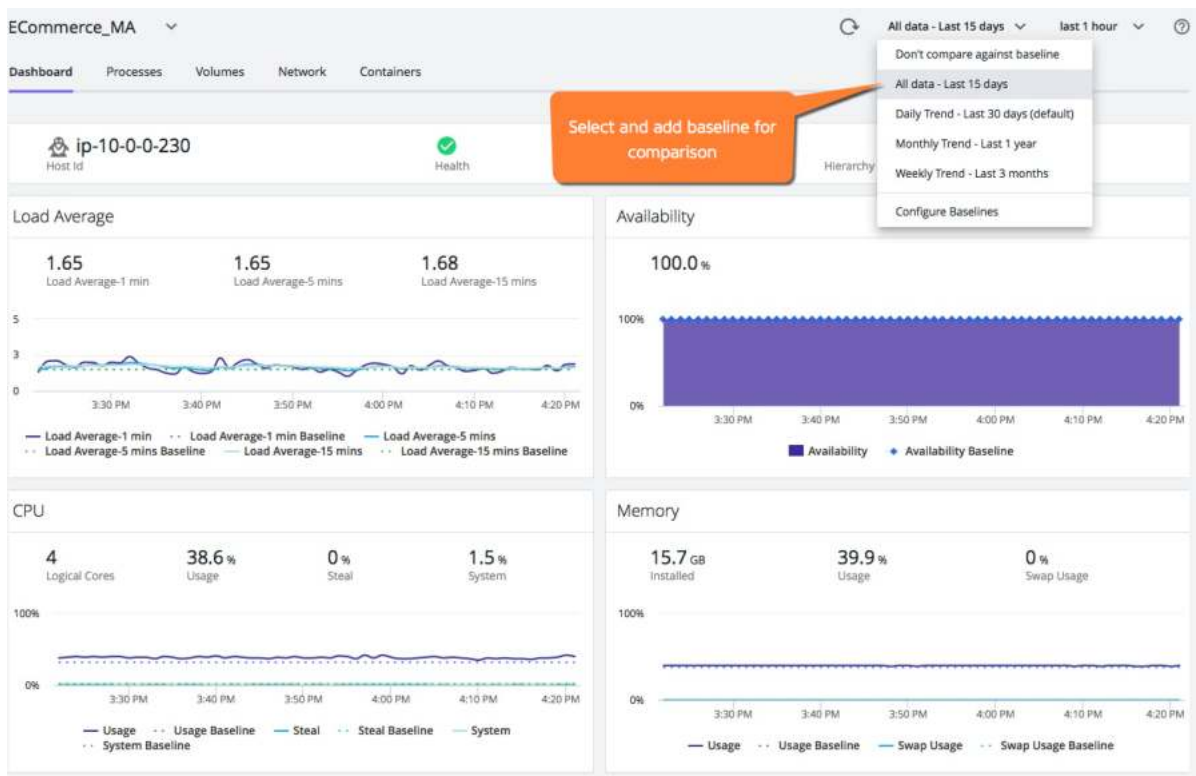 ECommerce_MA
All data - Last 15 days
last 1 hour
Dashboard
Processes
Volumes
Network
Containers
Don't compare against baseline
All data - Last 15 days
Daily Trend - Last 30 days (default)
Monthly Trend - Last 1 year
Weekly Trend - Last 3 months
Configure Baselines
Select and add baseline for
comparison
ip-10-0-0-230
Host Id
Health
Hierarchy
Load Average
1.65
Load Average-1 min
1.65
Load Average-5 mins
1.68
Load Average-15 mins
5
3
0
3:30 PM
3:40 PM
3:50 PM
4:00 PM
4:10 PM
4:20 PM
Load Average-1 min
Load Average-1 min Baseline
Load Average-5 mins
Load Average-5 mins Baseline
Load Average-15 mins
Load Average-15 mins Baseline
Availability
100.0 %
100%
0%
3:30 PM
3:40 PM
3:50 PM
4:00 PM
4:10 PM
4:20 PM
Availability
Availability Baseline
CPU
4
Logical Cores
38.6 %
Usage
0 %
Steal
1.5 %
System
100%
0%
3:30 PM
3:40 PM
3:50 PM
4:00 PM
4:10 PM
4:20 PM
Usage
Usage Baseline
Steal
Steal Baseline
System
System Baseline
Memory
15.7 GB
Installed
39.9 %
Usage
0 %
Swap Usage
100%
0%
3:30 PM
3:40 PM
3:50 PM
4:00 PM
4:10 PM
4:20 PM
Usage
Usage Baseline
Swap Usage
Swap Usage Baseline